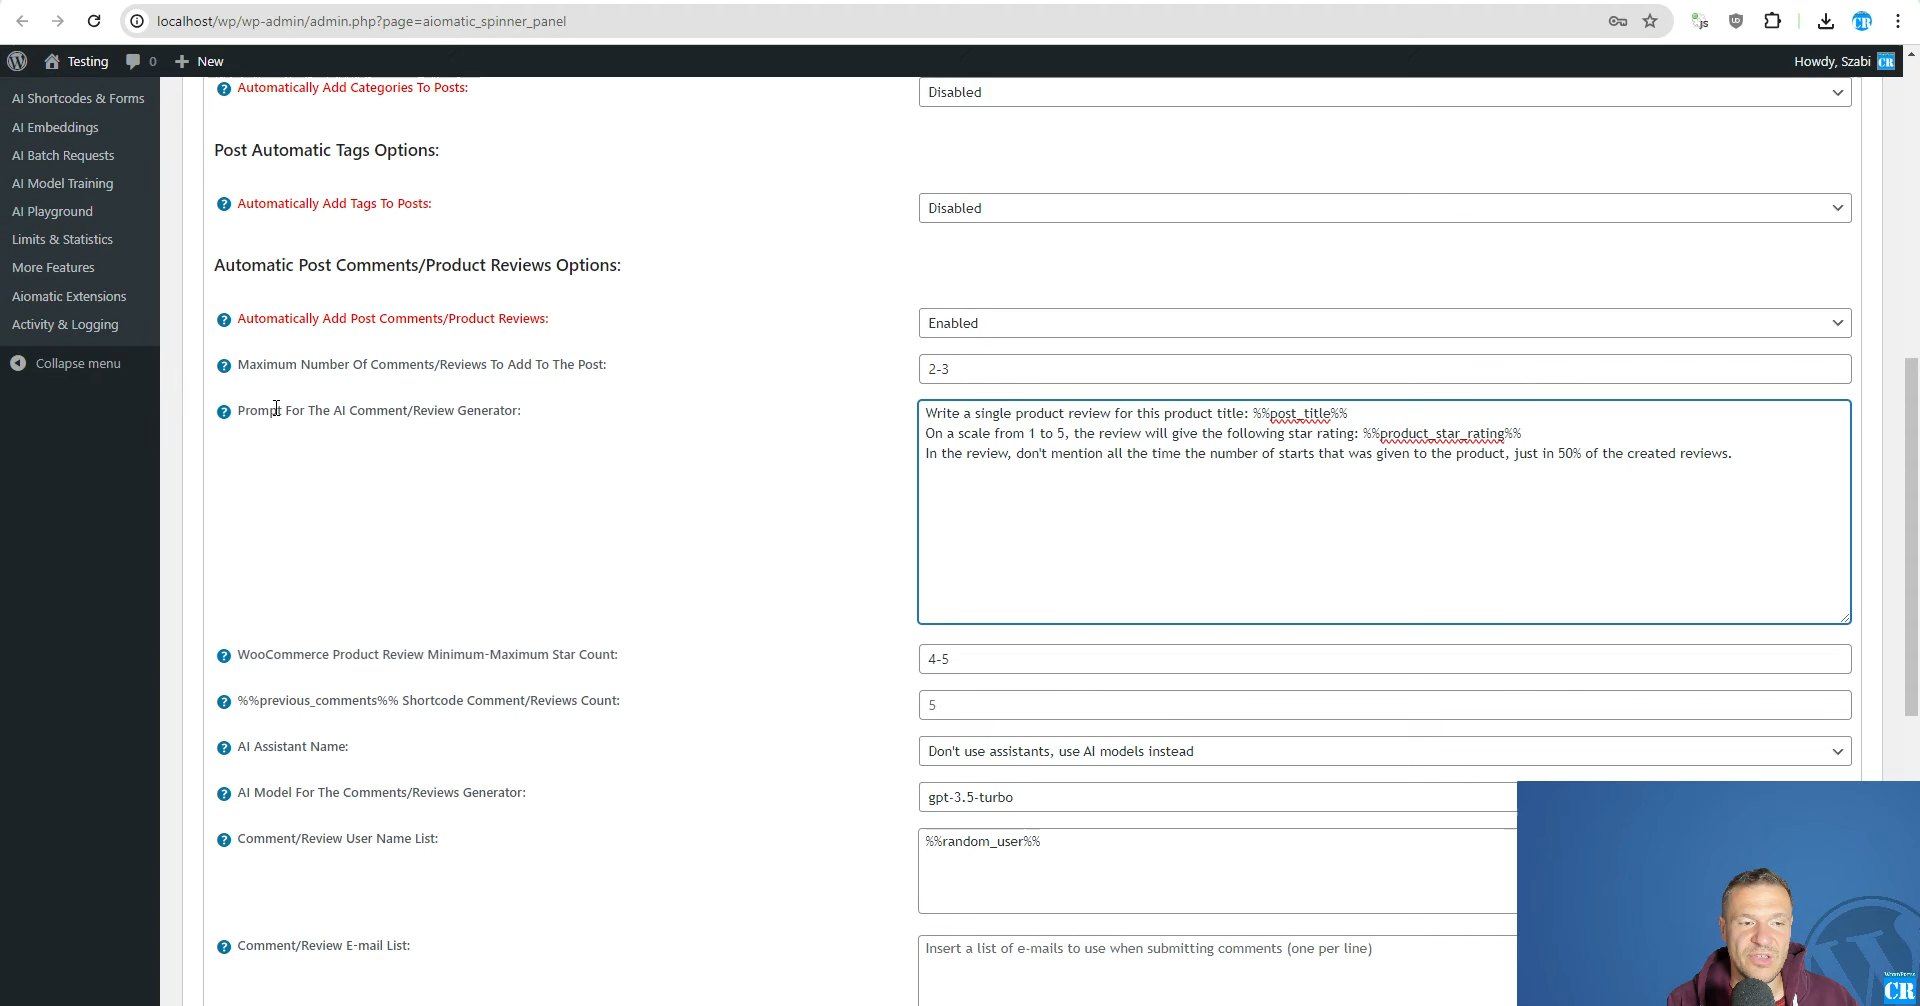 localhost/wp/wp-admin/admin.php?page=aiomatic_spinner_panel
Testing
0
New
Howdy, Szabi
CR
AI Shortcodes & Forms
AI Embeddings
AI Batch Requests
AI Model Training
AI Playground
Limits & Statistics
More Features
Aiomatic Extensions
Activity & Logging
Collapse menu
Automatically Add Categories To Posts:
Disabled
Post Automatic Tags Options:
Automatically Add Tags To Posts:
Disabled
Automatic Post Comments/Product Reviews Options:
Automatically Add Post Comments/Product Reviews:
Enabled
Maximum Number Of Comments/Reviews To Add To The Post:
2-3
Prompt For The AI Comment/Review Generator:
Write a single product review for this product title: %%post_title%%
On a scale from 1 to 5, the review will give the following star rating: %%product_star_rating%%
In the review, don't mention all the time the number of starts that was given to the product, just in 50% of the created reviews.
WooCommerce Product Review Minimum-Maximum Star Count:
4-5
%%previous_comments%% Shortcode Comment/Reviews Count:
5
AI Assistant Name:
Don't use assistants, use AI models instead
AI Model For The Comments/Reviews Generator:
gpt-3.5-turbo
Comment/Review User Name List:
%%random_user%%
Comment/Review E-mail List:
Insert a list of e-mails to use when submitting comments (one per line)
WORDPRESS
CR